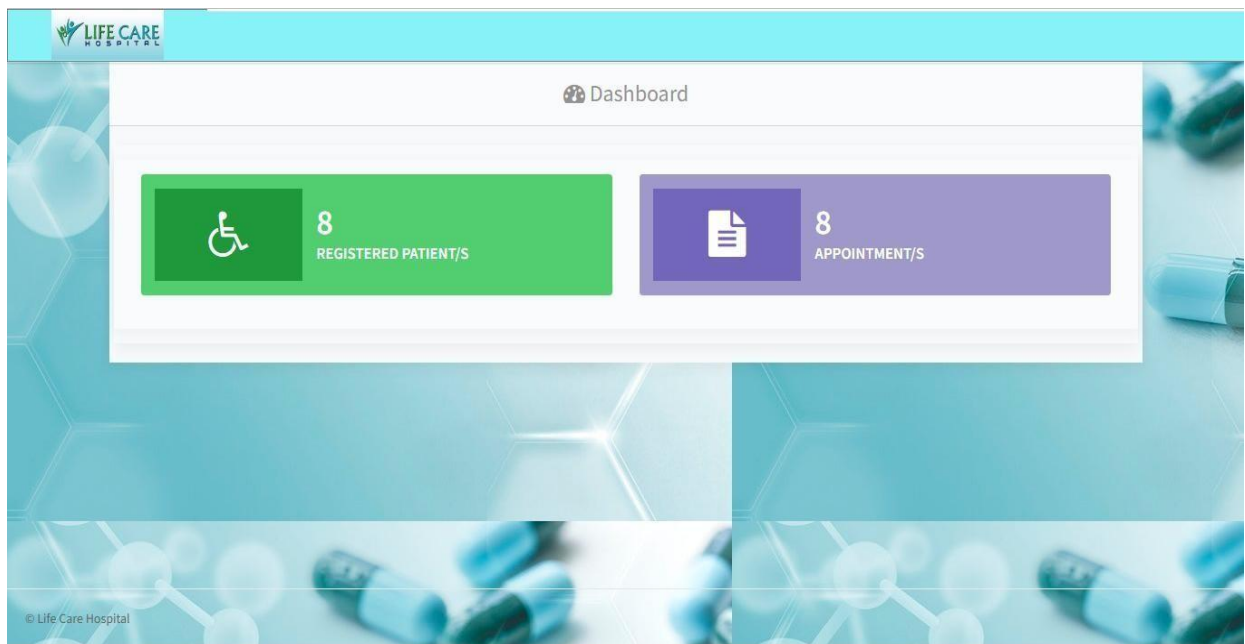 LIFE CARE
HOSPITAL
Dashboard
8
REGISTERED PATIENT/S
8
APPOINTMENT/S
© Life Care Hospital